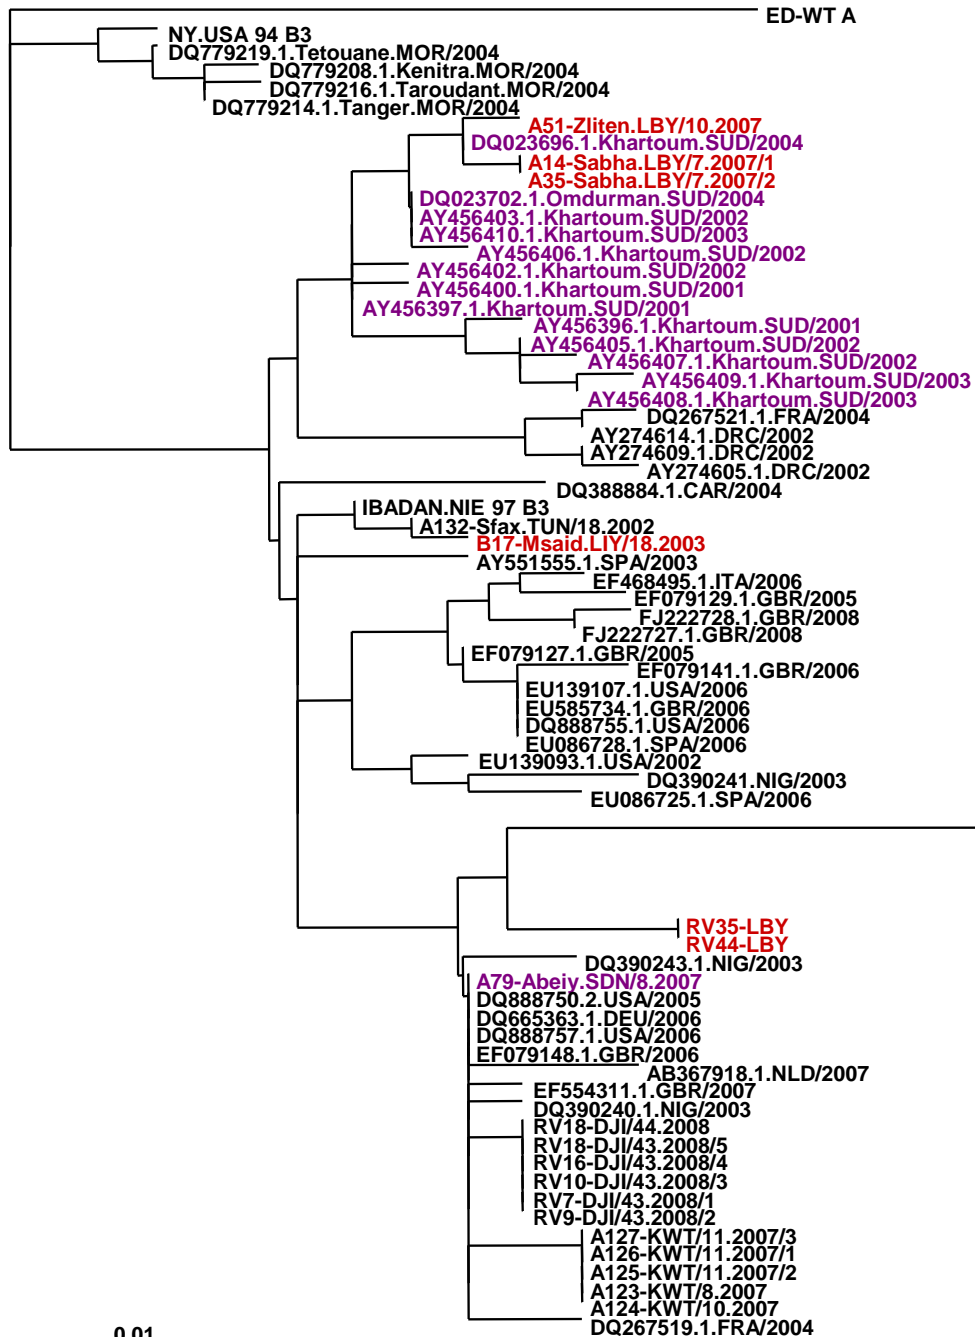 ED-WT A
NY.USA 94 B3
DQ779219.1.Tetouane.MOR/2004
DQ779208.1.Kenitra.MOR/2004
DQ779216.1.Taroudant.MOR/2004
DQ779214.1.Tanger.MOR/2004
A51-Zliten.LBY/10.2007
DQ023696.1.Khartoum.SUD/2004
A14-Sabha.LBY/7.2007/1
A35-Sabha.LBY/7.2007/2
DQ023702.1.Omdurman.SUD/2004
AY456403.1.Khartoum.SUD/2002
AY456410.1.Khartoum.SUD/2003
AY456406.1.Khartoum.SUD/2002
AY456402.1.Khartoum.SUD/2002
AY456400.1.Khartoum.SUD/2001
AY456397.1.Khartoum.SUD/2001
AY456396.1.Khartoum.SUD/2001
AY456405.1.Khartoum.SUD/2002
AY456407.1.Khartoum.SUD/2002
AY456409.1.Khartoum.SUD/2003
AY456408.1.Khartoum.SUD/2003
DQ267521.1.FRA/2004
AY274614.1.DRC/2002
AY274609.1.DRC/2002
AY274605.1.DRC/2002
DQ388884.1.CAR/2004
IBADAN.NIE 97 B3
A132-Sfax.TUN/18.2002
B17-Msaid.LIY/18.2003
AY551555.1.SPA/2003
EF468495.1.ITA/2006
EF079129.1.GBR/2005
FJ222728.1.GBR/2008
FJ222727.1.GBR/2008
EF079127.1.GBR/2005
EF079141.1.GBR/2006
EU139107.1.USA/2006
EU585734.1.GBR/2006
DQ888755.1.USA/2006
EU086728.1.SPA/2006
EU139093.1.USA/2002
DQ390241.NIG/2003
EU086725.1.SPA/2006
RV35-LBY
RV44-LBY
DQ390243.1.NIG/2003
A79-Abeiy.SDN/8.2007
DQ888750.2.USA/2005
DQ665363.1.DEU/2006
DQ888757.1.USA/2006
EF079148.1.GBR/2006
AB367918.1.NLD/2007
EF554311.1.GBR/2007
DQ390240.1.NIG/2003
RV18-DJI/44.2008
RV18-DJI/43.2008/5
RV16-DJI/43.2008/4
RV10-DJI/43.2008/3
RV7-DJI/43.2008/1
RV9-DJI/43.2008/2
A127-KWT/11.2007/3
A126-KWT/11.2007/1
A125-KWT/11.2007/2
A123-KWT/8.2007
A124-KWT/10.2007
DQ267519.1.FRA/2004
0.01